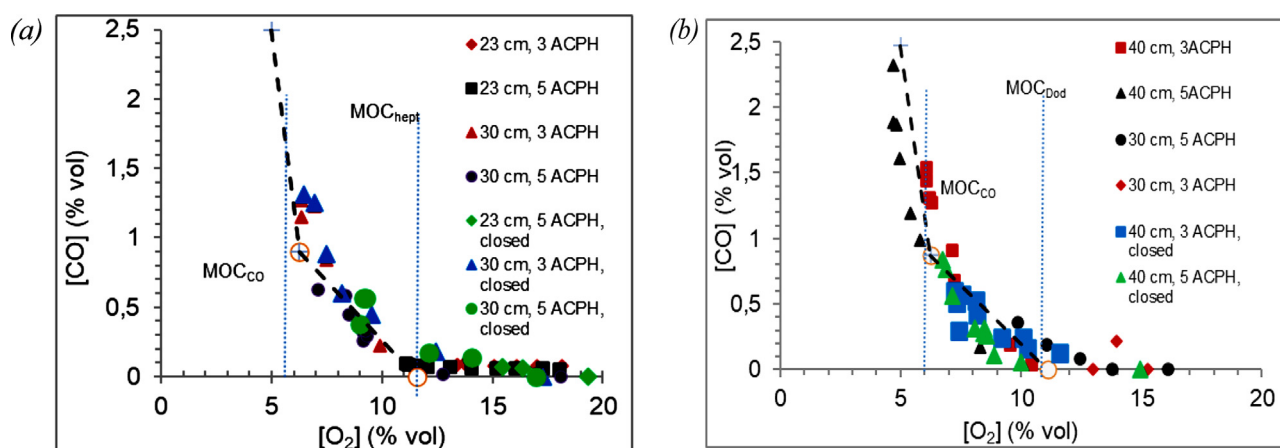 (a)
2,5
2
1,5
1
0,5
0
0
5
10
15
20
[CO] (% vol)
[O2] (% vol)
MOCCO
MOChept
23 cm, 3 ACPH
23 cm, 5 ACPH
30 cm, 3 ACPH
30 cm, 5 ACPH
23 cm, 5 ACPH,
closed
30 cm, 3 ACPH,
closed
30 cm, 5 ACPH,
closed
(b)
2,5
2
1,5
1
0,5
0
0
5
10
15
20
[CO] (% vol)
[O2] (% vol)
MOCCO
MOCDod
40 cm, 3ACPH
40 cm, 5ACPH
30 cm, 5 ACPH
30 cm, 3 ACPH
40 cm, 3 ACPH,
closed
40 cm, 5 ACPH,
closed